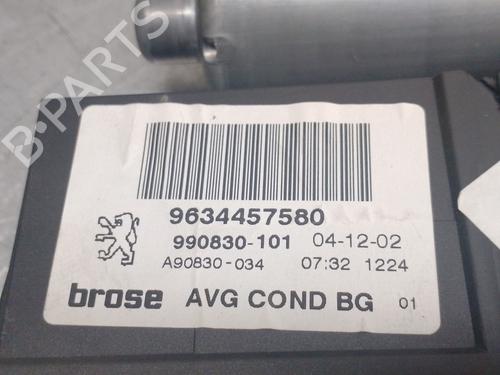 B-PARTS
9634457580
990830-101 04-12-02
A90830-034 07:32 1224
brose AVG COND BG 01